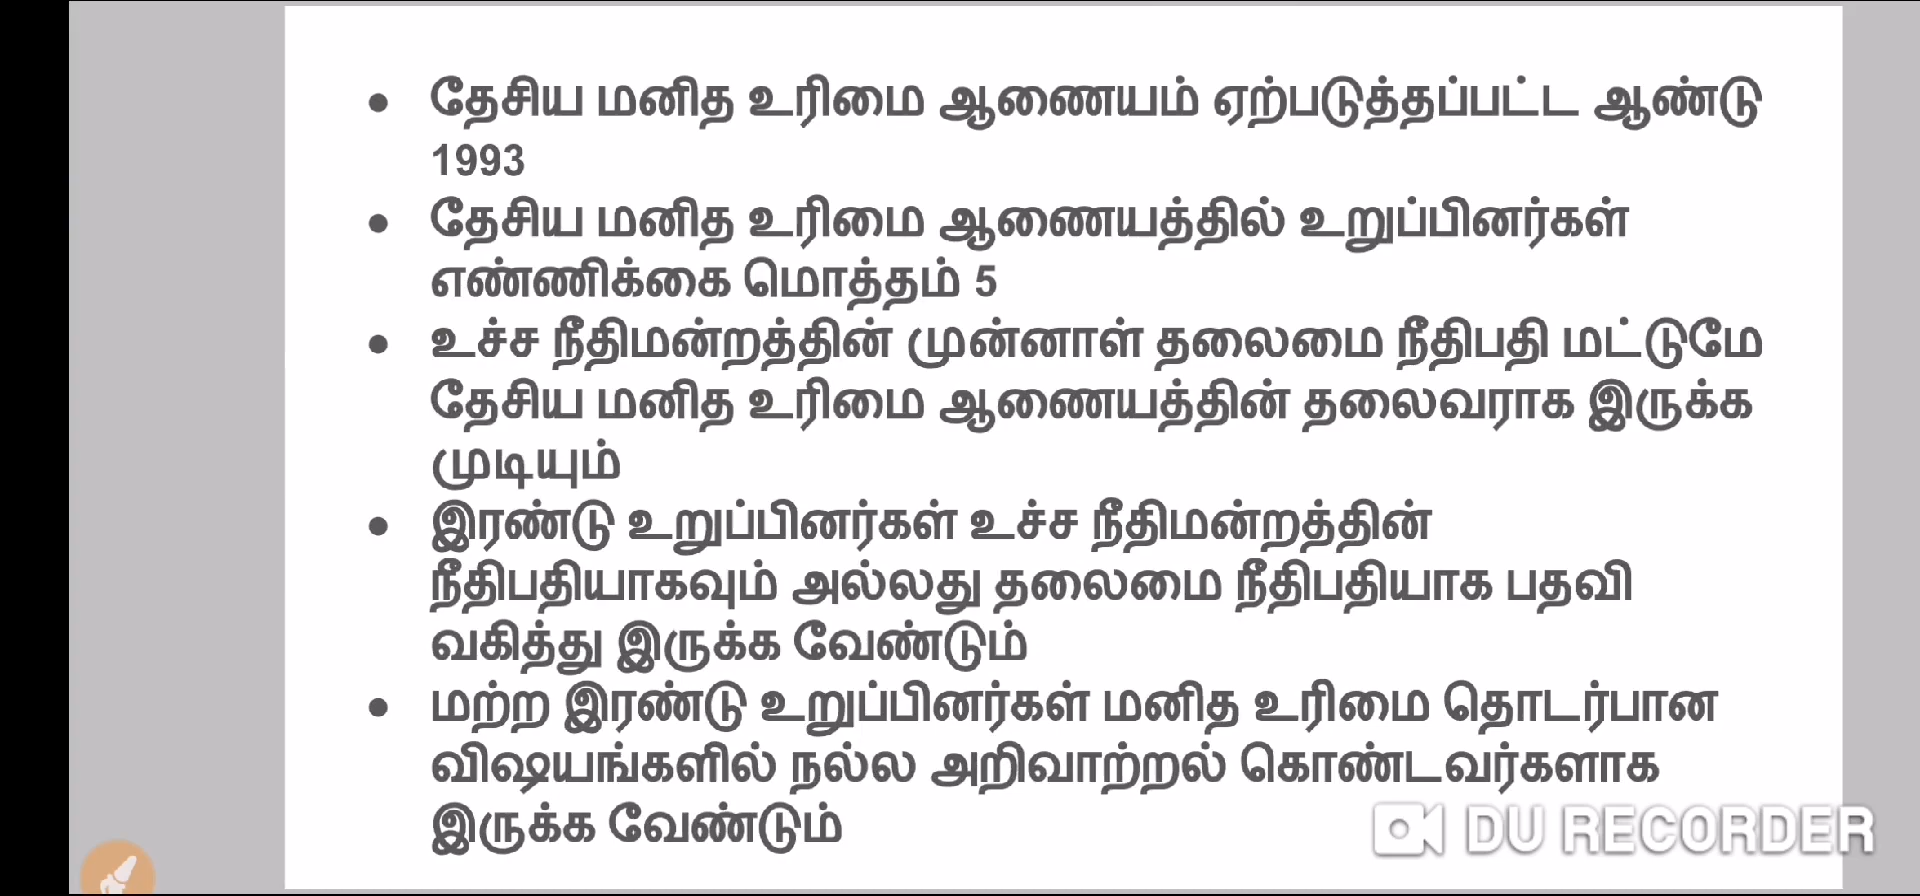 • தேசிய மனித உரிமை ஆணையம் ஏற்படுத்தப்பட்ட ஆண்டு
1993
• தேசிய மனித உரிமை ஆணையத்தில் உறுப்பினர்கள்
எண்ணிக்கை மொத்தம் 5
• உச்ச நீதிமன்றத்தின் முன்னாள் தலைமை நீதிபதி மட்டுமே
தேசிய மனித உரிமை ஆணையத்தின் தலைவராக இருக்க
முடியும்
• இரண்டு உறுப்பினர்கள் உச்ச நீதிமன்றத்தின்
நீதிபதியாகவும் அல்லது தலைமை நீதிபதியாக பதவி
வகித்து இருக்க வேண்டும்
• மற்ற இரண்டு உறுப்பினர்கள் மனித உரிமை தொடர்பான
விஷயங்களில் நல்ல அறிவாற்றல் கொண்டவர்களாக
இருக்க வேண்டும்
DU RECORDER